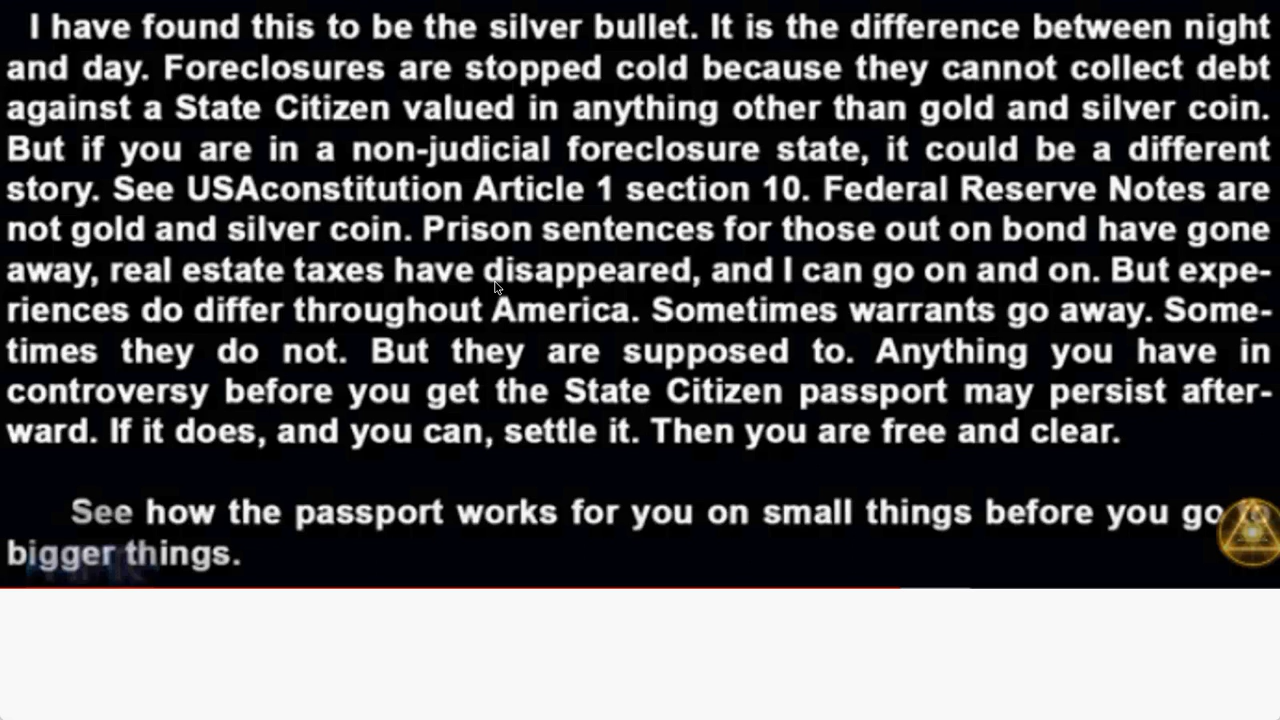 I have found this to be the silver bullet. It is the difference between night
and day. Foreclosures are stopped cold because they cannot collect debt
against a State Citizen valued in anything other than gold and silver coin.
But if you are in a non-judicial foreclosure state, it could be a different
story. See USAconstitution Article 1 section 10. Federal Reserve Notes are
not gold and silver coin. Prison sentences for those out on bond have gone
away, real estate taxes have disappeared, and I can go on and on. But expe-
riences do differ throughout America. Sometimes warrants go away. Some-
times they do not. But they are supposed to. Anything you have in
controversy before you get the State Citizen passport may persist after-
ward. If it does, and you can, settle it. Then you are free and clear.
See how the passport works for you on small things before you go
bigger things.